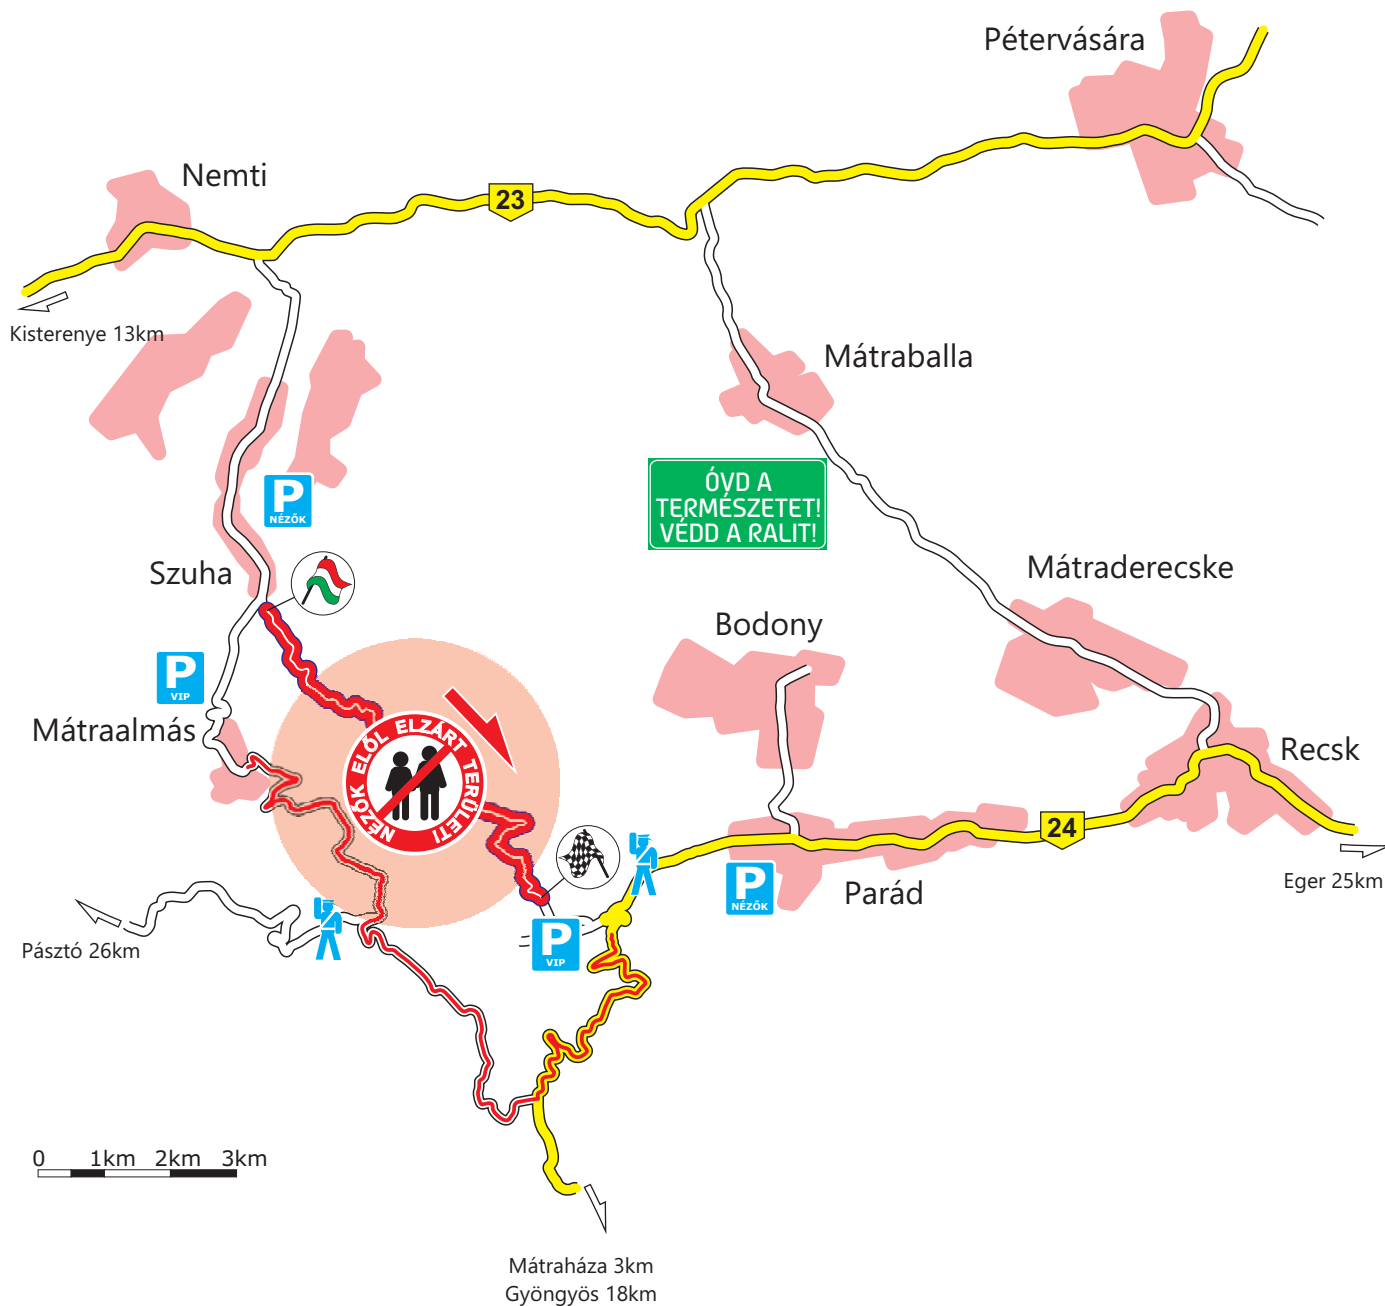 Pétervására
Nemti
23
Kisterenye 13km
Mátraballa
P
NÉZŐK
ÓVD A
TERMÉSZETET!
VÉDD A RALIT!
Szuha
Mátraderecske
Bodony
P
VIP
Mátraalmás
NÉZŐK ELŐL ELZÁRT TERÜLET!
Recsk
24
Eger 25km
P
NÉZŐK
Parád
Pásztó 26km
P
VIP
0 1km 2km 3km
Mátraháza 3km
Gyöngyös 18km